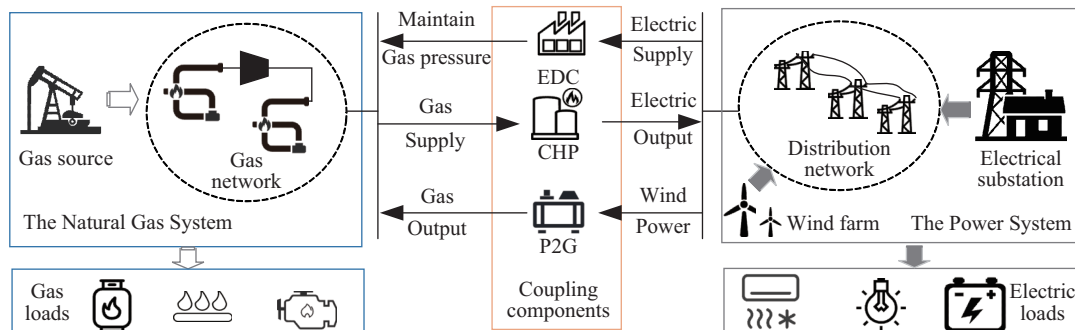 Gas source
Gas
network
The Natural Gas System
Gas
loads
Maintain
Gas pressure
Gas
Supply
Gas
Output
EDC
CHP
P2G
Coupling
components
Electric
Supply
Electric
Output
Wind
Power
Distribution
network
Electrical
substation
Wind farm
The Power System
Electric
loads